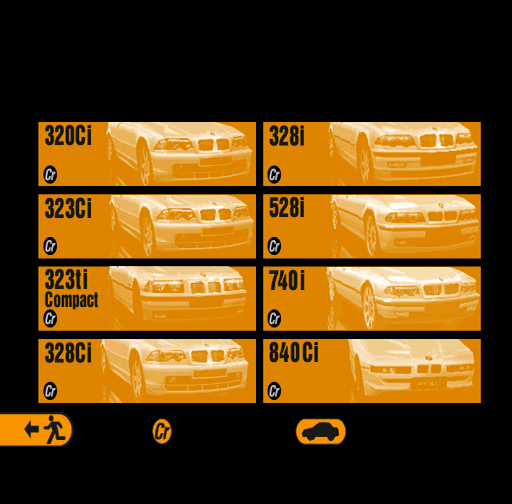 320Ci
Cr
328i
Cr
323Ci
Cr
528i
Cr
323ti
Compact
Cr
740i
Cr
328Ci
Cr
840Ci
Cr
Cr